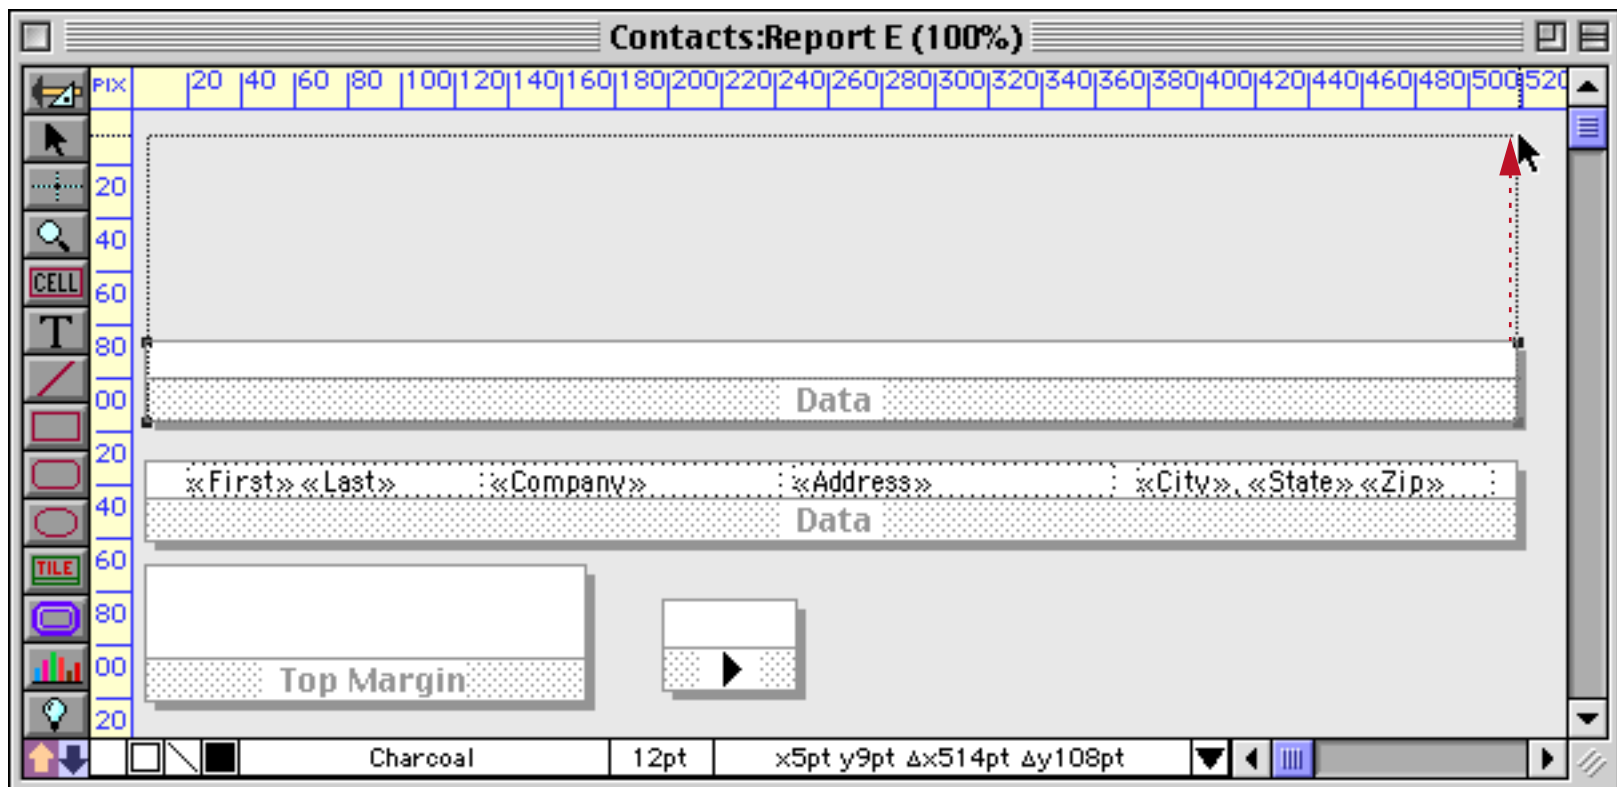 Contacts:Report E (100%)
PIX 20 40 60 80 100 120 140 160 180 200 220 240 260 280 300 320 340 360 380 400 420 440 460 480 500 520
20
40
CELL
60
T
80
00
Data
20
«First» «Last» «Company» «Address» «City», «State» «Zip»
40
Data
TILE
60
80
00
Top Margin
20
Charcoal 12pt x5pt y9pt Δx514pt Δy108pt